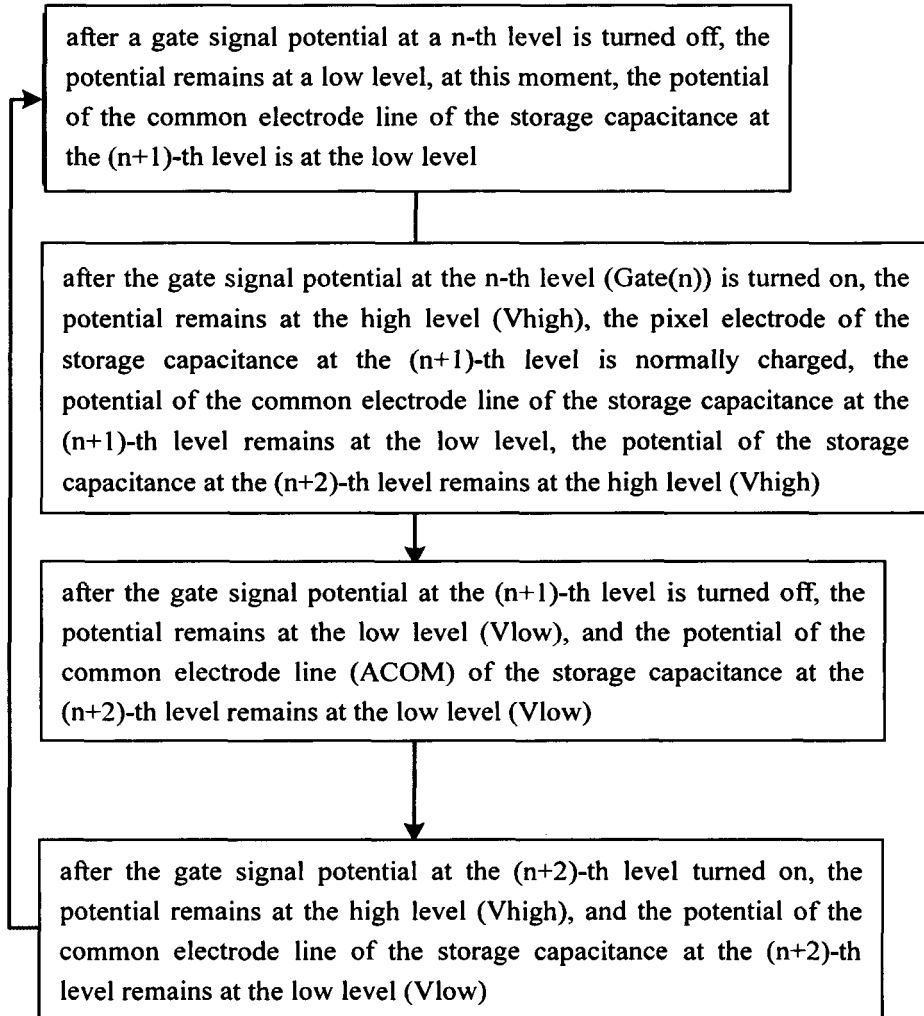 after a gate signal potential at a n-th level is turned off, the
potential remains at a low level, at this moment, the potential
of the common electrode line of the storage capacitance at
the (n+1)-th level is at the low level
after the gate signal potential at the n-th level (Gate(n)) is turned on, the
potential remains at the high level (Vhigh), the pixel electrode of the
storage capacitance at the (n+1)-th level is normally charged, the
potential of the common electrode line of the storage capacitance at the
(n+1)-th level remains at the low level, the potential of the storage
capacitance at the (n+2)-th level remains at the high level (Vhigh)
after the gate signal potential at the (n+1)-th level is turned off, the
potential remains at the low level (Vlow), and the potential of the
common electrode line (ACOM) of the storage capacitance at the
(n+2)-th level remains at the low level (Vlow)
after the gate signal potential at the (n+2)-th level turned on, the
potential remains at the high level (Vhigh), and the potential of the
common electrode line of the storage capacitance at the (n+2)-th
level remains at the low level (Vlow)